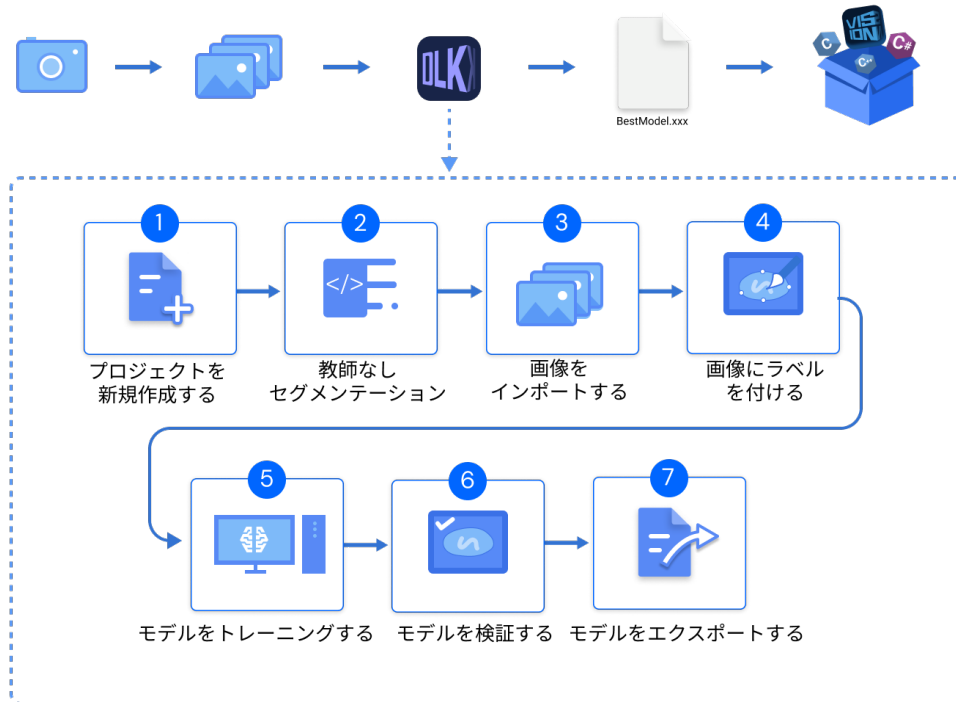 DLK
BestModel.xxx
VIS
ION
C
C#
C++
1
2
3
4
</>
プロジェクトを
新規作成する
教師なし
セグメンテーション
画像を
インポートする
画像にラベル
を付ける
5
6
7
モデルをトレーニングする
モデルを検証する
モデルをエクスポートする